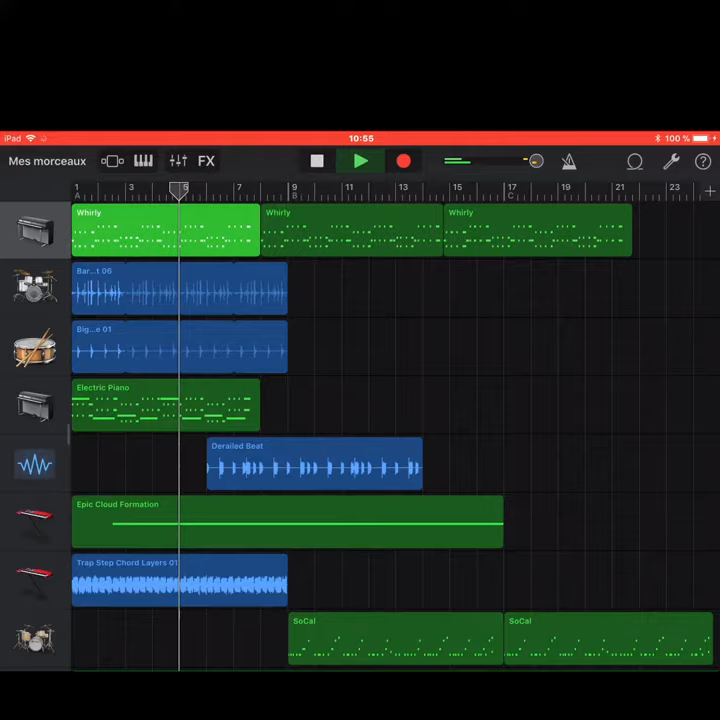 iPad 10:55 100 %
Mes morceaux FX
1 3 5 7 9 11 13 15 17 19 21 23
A B C
Whirly Whirly Whirly
Bar...t 06
Big...e 01
Electric Piano
Derailed Beat
Epic Cloud Formation
Trap Step Chord Layers 01
SoCal SoCal